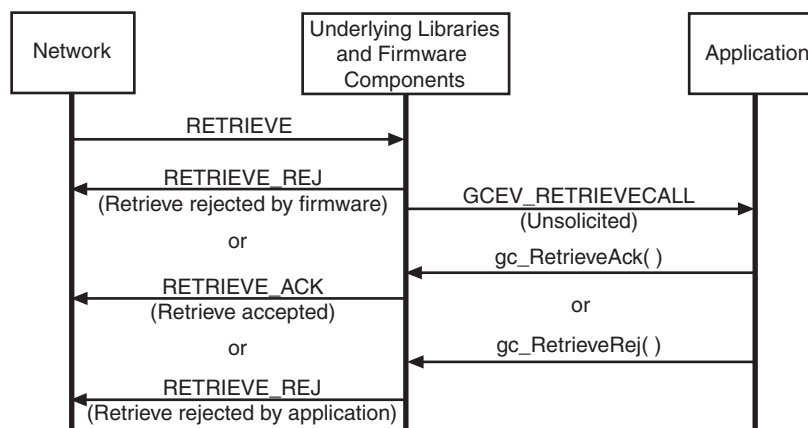 Network
Underlying Libraries
and Firmware
Components
Application
RETRIEVE
RETRIEVE_REJ
(Retrieve rejected by firmware)
GCEV_RETRIEVECALL
(Unsolicited)
or
gc_RetrieveAck( )
RETRIEVE_ACK
(Retrieve accepted)
or
or
gc_RetrieveRej( )
RETRIEVE_REJ
(Retrieve rejected by application)